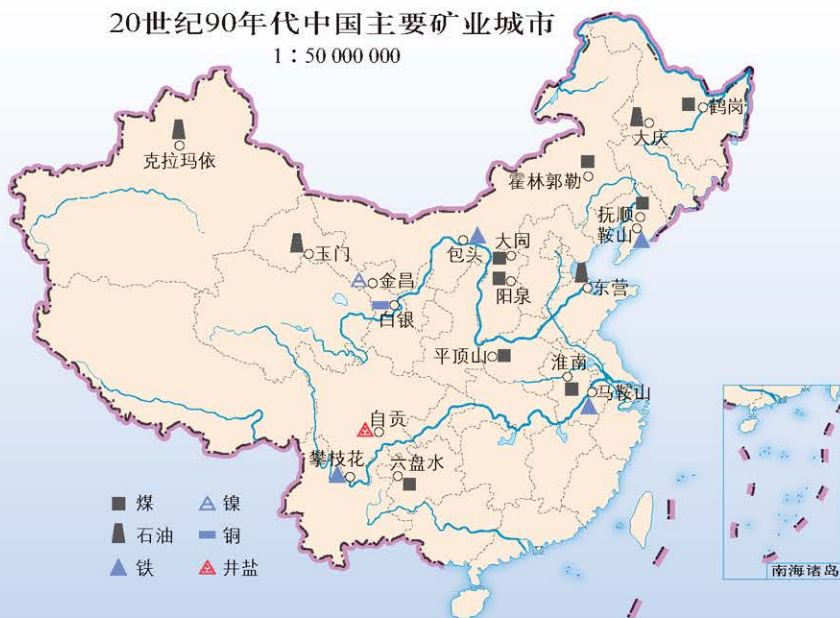 20世纪90年代中国主要矿业城市
1：50 000 000
鹤岗
大庆
克拉玛依
霍林郭勒
抚顺
鞍山
包头
大同
玉门
金昌
阳泉
东营
白银
平顶山
淮南
马鞍山
自贡
攀枝花
六盘水
煤
镍
石油
铜
铁
井盐
南海诸岛